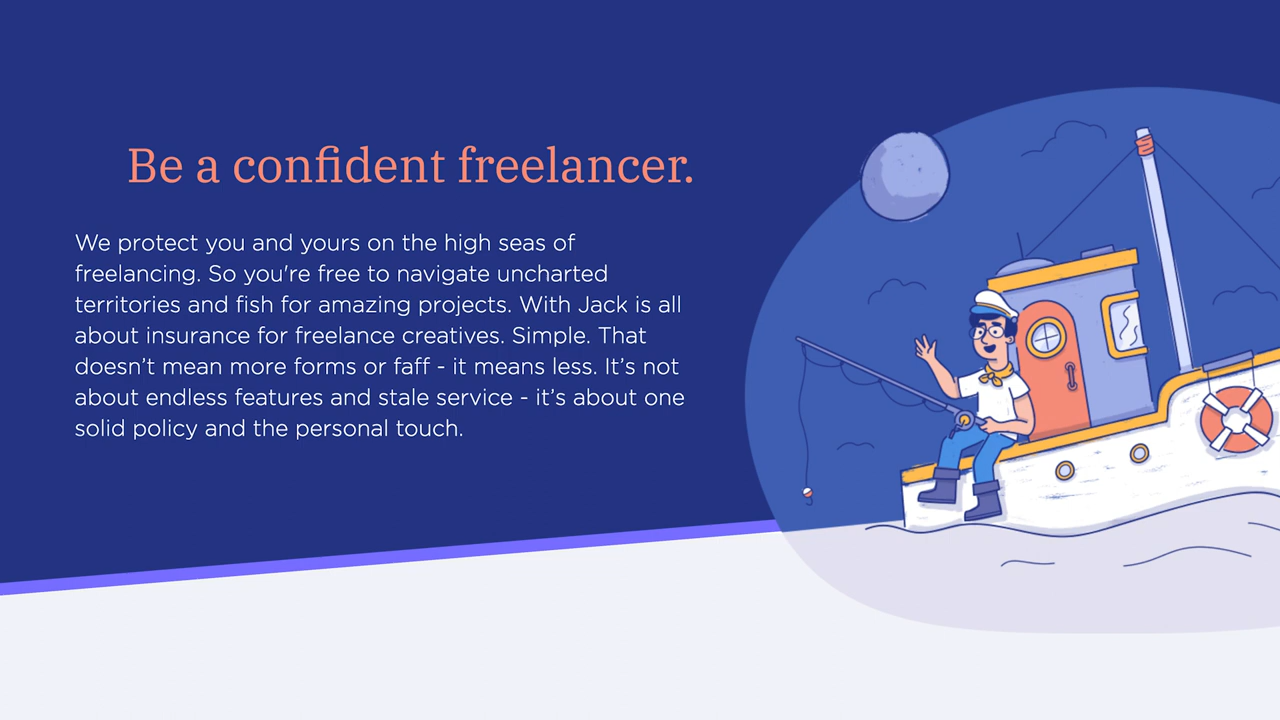 Be a confident freelancer.
We protect you and yours on the high seas of
freelancing. So you're free to navigate uncharted
territories and fish for amazing projects. With Jack is all
about insurance for freelance creatives. Simple. That
doesn’t mean more forms or faff - it means less. It’s not
about endless features and stale service - it’s about one
solid policy and the personal touch.